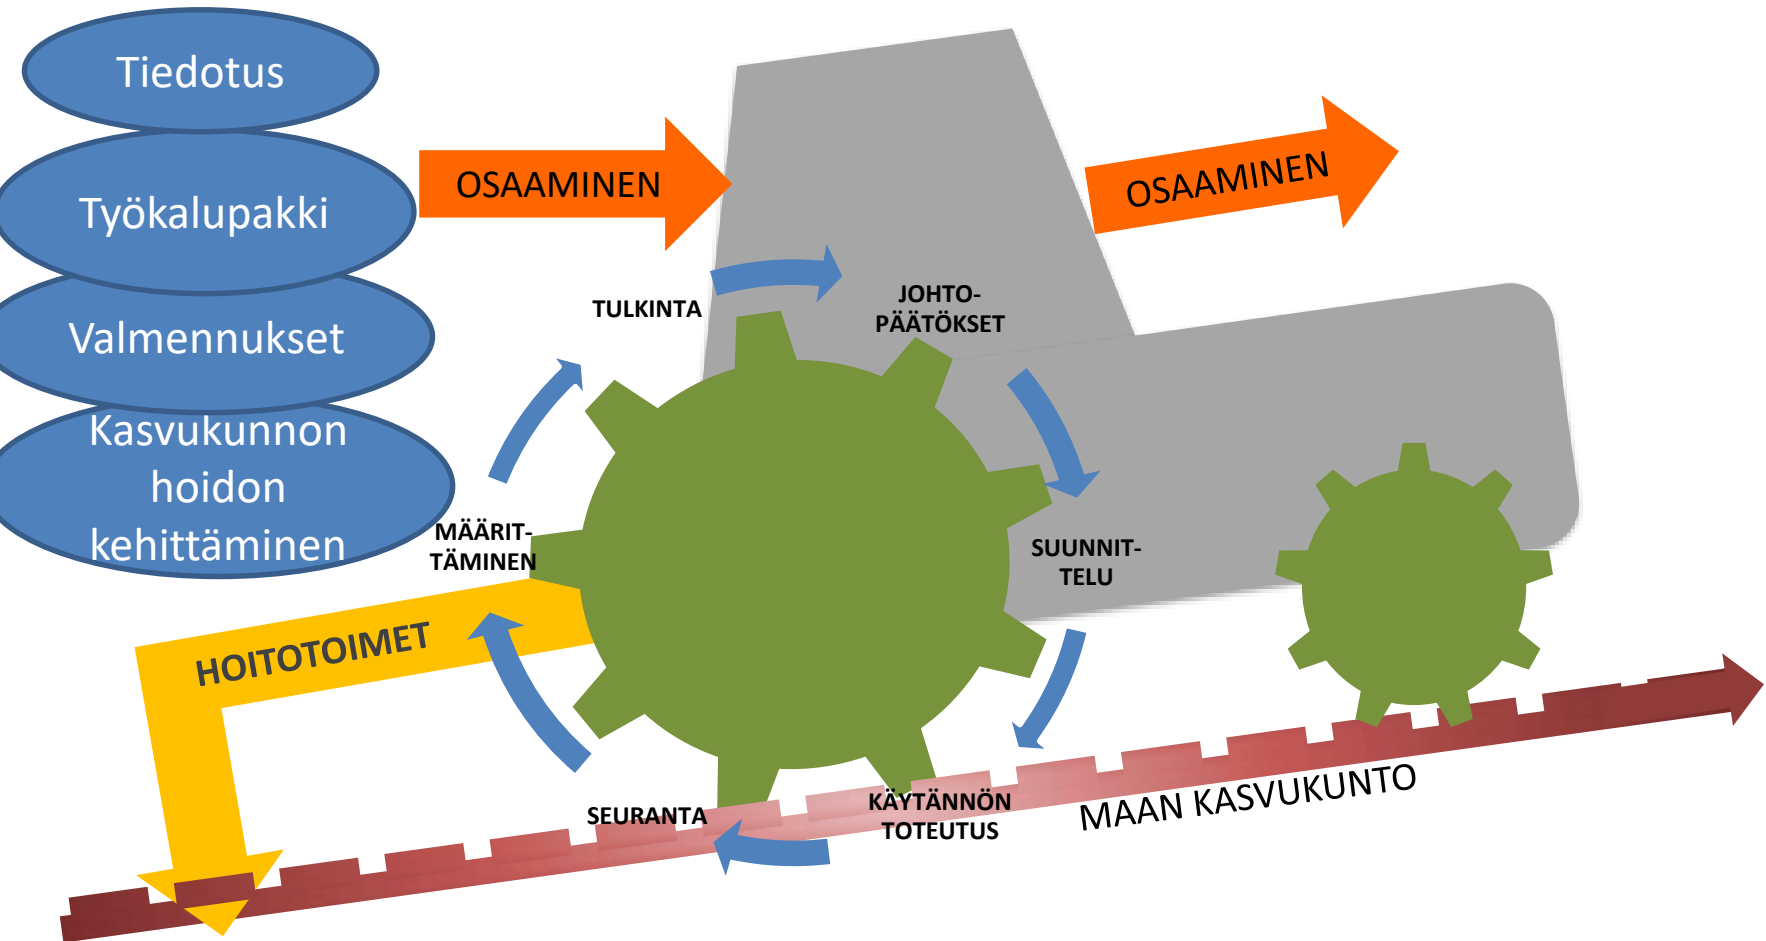 Tiedotus
Työkalupakki
Valmennukset
Kasvukunnon
hoidon
kehittäminen
OSAAMINEN
OSAAMINEN
TULKINTA
JOHTO-
PÄÄTÖKSET
MÄÄRIT-
TÄMINEN
SUUNNIT-
TELU
HOITOTOIMET
SEURANTA
KÄYTÄNNÖN
TOTEUTUS
MAAN KASVUKUNTO